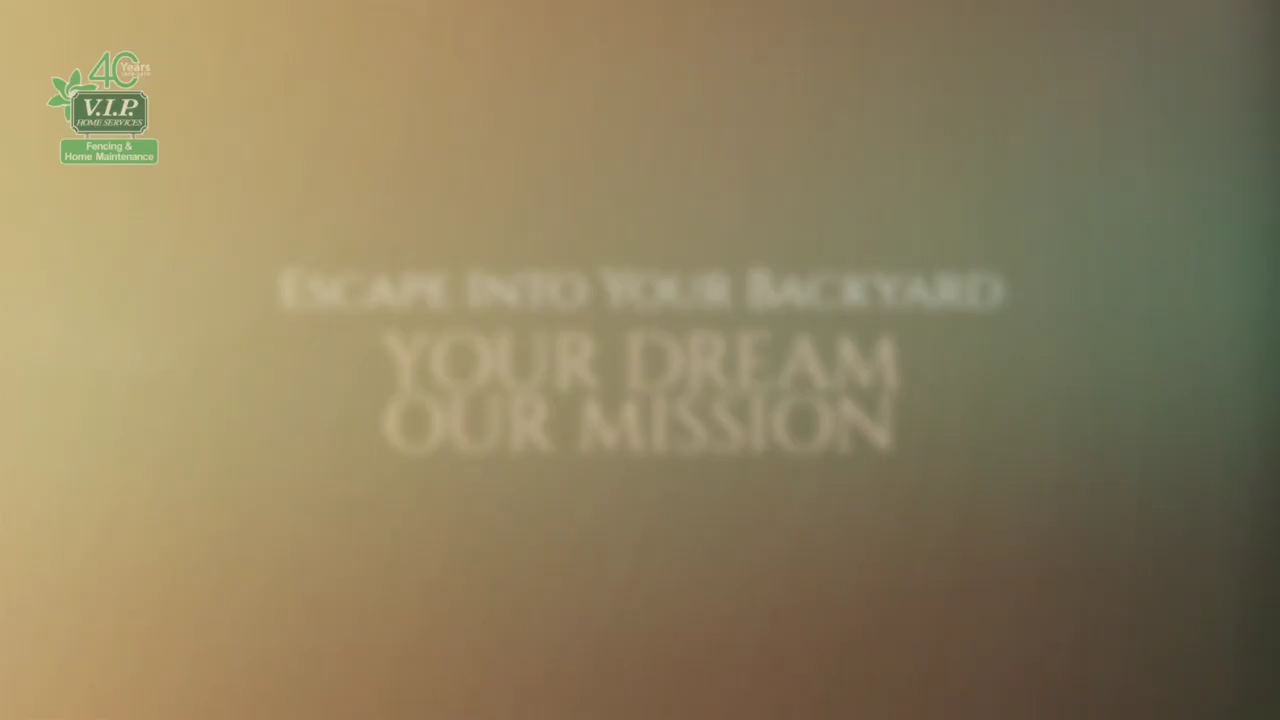 40 Years
V.I.P.
HOME SERVICES
Fencing &
Home Maintenance
Escape Into Your Backyard
YOUR DREAM
OUR MISSION